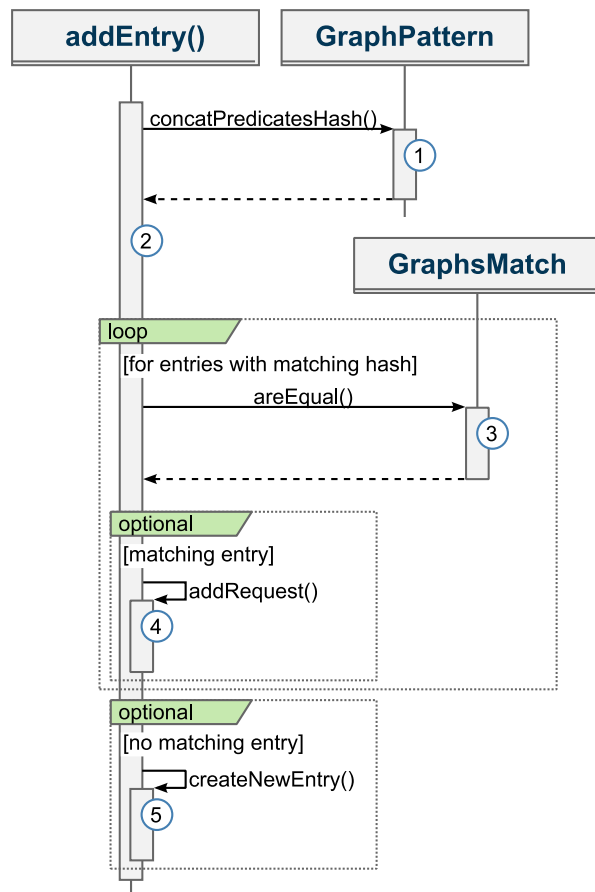 addEntry()
GraphPattern
concatPredicatesHash()
1
2
GraphsMatch
loop
[for entries with matching hash]
areEqual()
3
optional
[matching entry]
addRequest()
4
optional
[no matching entry]
createNewEntry()
5